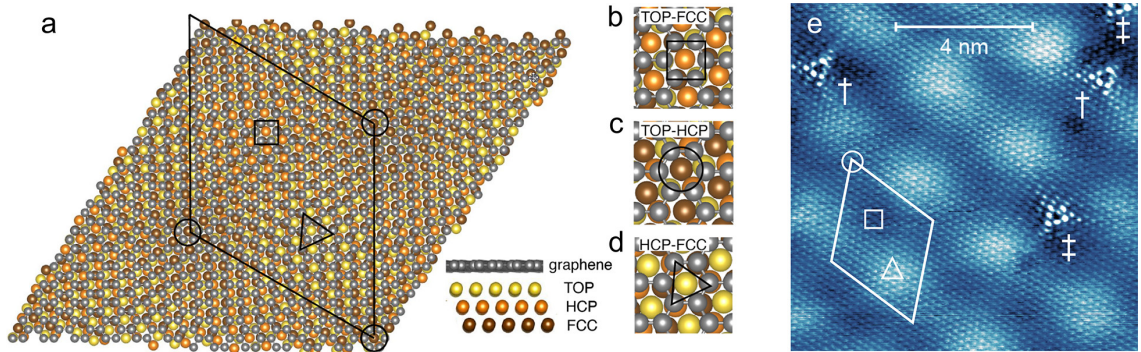 a
graphene
TOP
HCP
FCC
b
TOP-FCC
c
TOP-HCP
d
HCP-FCC
e
4 nm
‡
†
†
‡